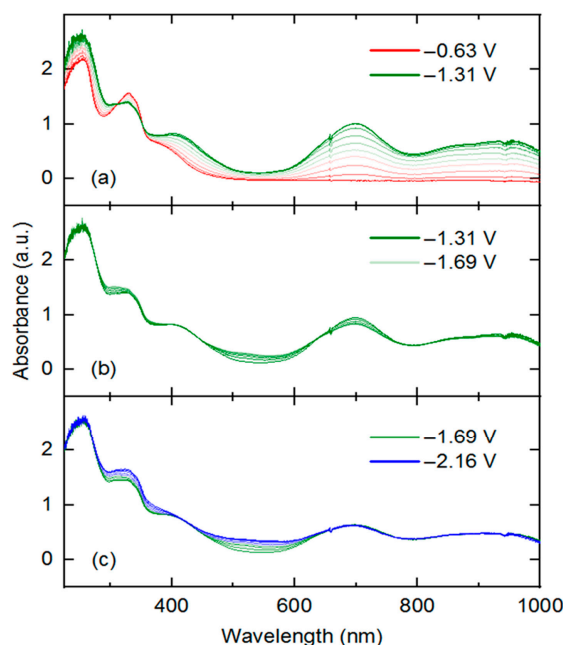 2
1
0
(a)
–0.63 V
–1.31 V
2
1
0
(b)
–1.31 V
–1.69 V
2
1
0
(c)
–1.69 V
–2.16 V
Absorbance (a.u.)
400 600 800 1000
Wavelength (nm)